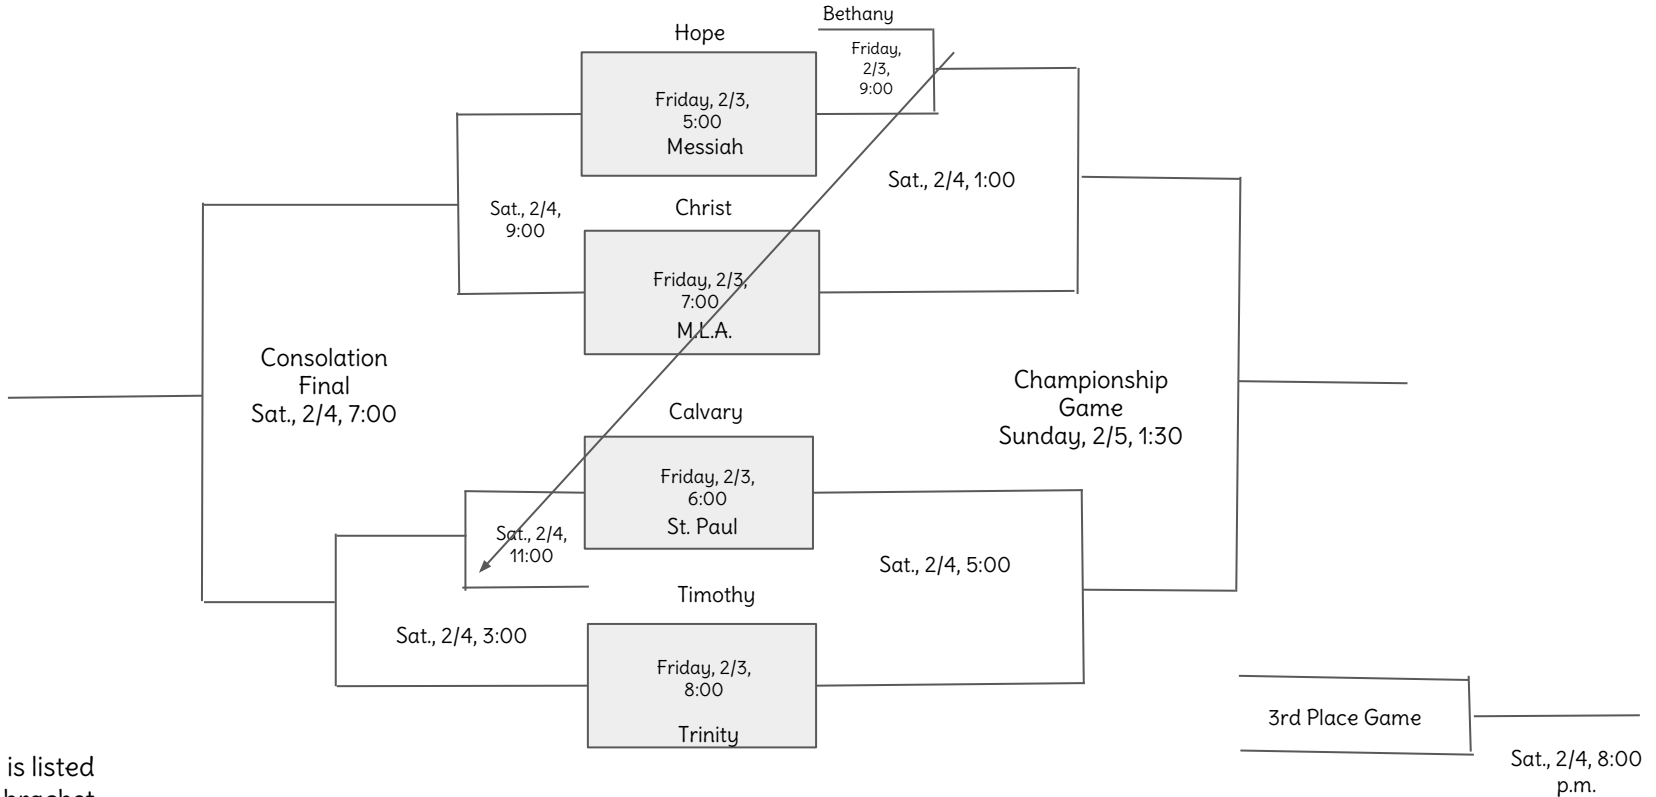 Bethany
Hope
Friday,
2/3,
9:00
Friday, 2/3,
5:00
Messiah
Sat., 2/4, 1:00
Sat., 2/4,
9:00
Christ
Friday, 2/3,
7:00
M.L.A.
Consolation
Final
Sat., 2/4, 7:00
Championship
Game
Sunday, 2/5, 1:30
Calvary
Friday, 2/3,
6:00
St. Paul
Sat., 2/4,
11:00
Sat., 2/4, 5:00
Timothy
Sat., 2/4, 3:00
Friday, 2/3,
8:00
Trinity
3rd Place Game
Sat., 2/4, 8:00
p.m.
is listed
bracket